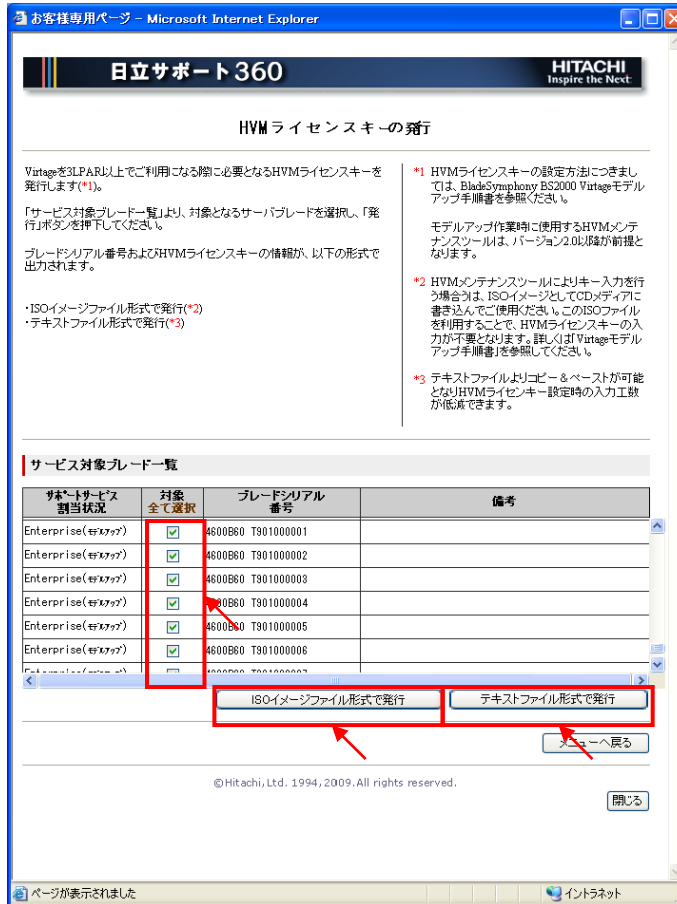 お客様専用ページ - Microsoft Internet Explorer
日立サポート360
HITACHI
Inspire the Next
HVMライセンスキーの発行
Virtageを3LPAR以上でご利用になる際に必要となるHVMライセンスキーを
発行します(*1)。
「サービス対象ブレード一覧」より、対象となるサーバブレードを選択し、「発
行」ボタンを押下してください。
ブレードシリアル番号およびHVMライセンスキーの情報が、以下の形式で
出力されます。
・ISOイメージファイル形式で発行(*2)
・テキストファイル形式で発行(*3)
*1 HVMライセンスキーの設定方法につきまし
ては、BladeSymphony BS2000 Virtageモデル
アップ手順書を参照ください。
モデルアップ作業時に使用するHVMメンテ
ナンスツールは、バージョン2.0以降が前提と
なります。
*2 HVMメンテナンスツールによりキー入力を行
う場合うは、ISOイメージとしてCDメディアに
書き込んでご使用ください。このISOファイル
を利用することで、HVMライセンスキーの入
力が不要となります。詳しくは「Virtageモデル
アップ手順書」を参照してください。
*3 テキストファイルよりコピー＆ペーストが可能
となりHVMライセンキー設定時の入力工数
が低減できます。
サービス対象ブレード一覧
ｻﾎﾟｰﾄｻｰﾋﾞｽ 対象 ブレードシリアル 備考
割当状況 全て選択 番号
Enterprise(ﾓﾃﾞﾙｱｯﾌﾟ) 4600B60 T901000001
Enterprise(ﾓﾃﾞﾙｱｯﾌﾟ) 4600B60 T901000002
Enterprise(ﾓﾃﾞﾙｱｯﾌﾟ) 4600B60 T901000003
Enterprise(ﾓﾃﾞﾙｱｯﾌﾟ) 4600B60 T901000004
Enterprise(ﾓﾃﾞﾙｱｯﾌﾟ) 4600B60 T901000005
Enterprise(ﾓﾃﾞﾙｱｯﾌﾟ) 4600B60 T901000006
ISOイメージファイル形式で発行 テキストファイル形式で発行
メニューへ戻る
©Hitachi, Ltd. 1994, 2009. All rights reserved.
閉じる
ページが表示されました イントラネット